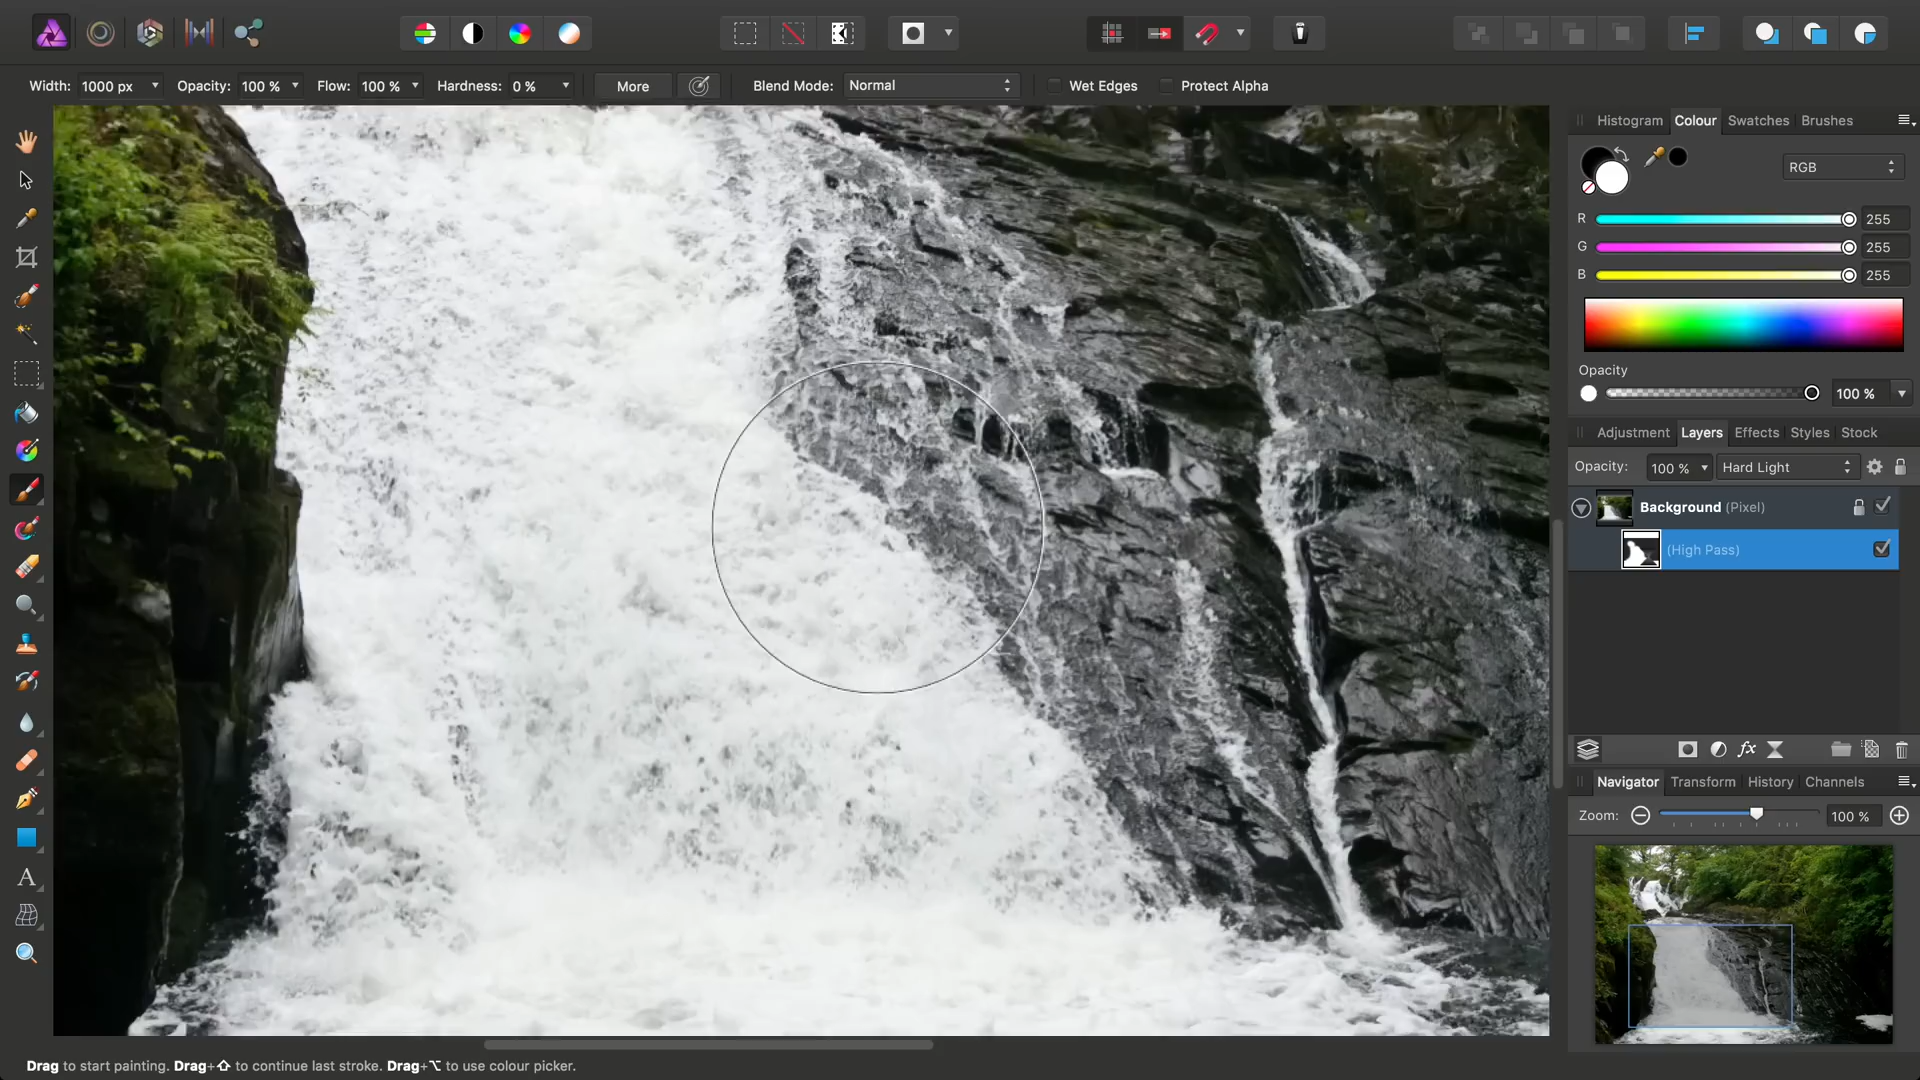 Width: 1000 px Opacity: 100 % Flow: 100 % Hardness: 0 % More Blend Mode: Normal Wet Edges Protect Alpha
Histogram Colour Swatches Brushes
RGB
R 255
G 255
B 255
Opacity
100 %
Adjustment Layers Effects Styles Stock
Opacity: 100 % Hard Light
Background (Pixel)
(High Pass)
fx
Navigator Transform History Channels
Zoom: 100 %
A
Drag to start painting. Drag+⇧ to continue last stroke. Drag+⌥ to use colour picker.